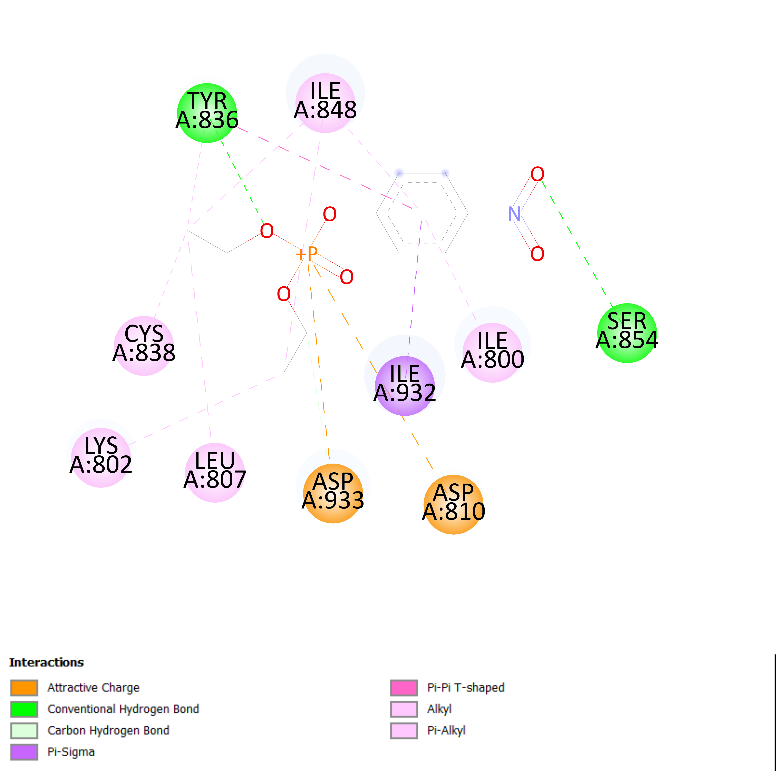 TYR
A:836
ILE
A:848
O
O
+P
O
O
N
O
O
CYS
A:838
ILE
A:800
SER
A:854
ILE
A:932
LYS
A:802
LEU
A:807
ASP
A:933
ASP
A:810
Interactions
Attractive Charge
Conventional Hydrogen Bond
Carbon Hydrogen Bond
Pi-Sigma
Pi-Pi T-shaped
Alkyl
Pi-Alkyl